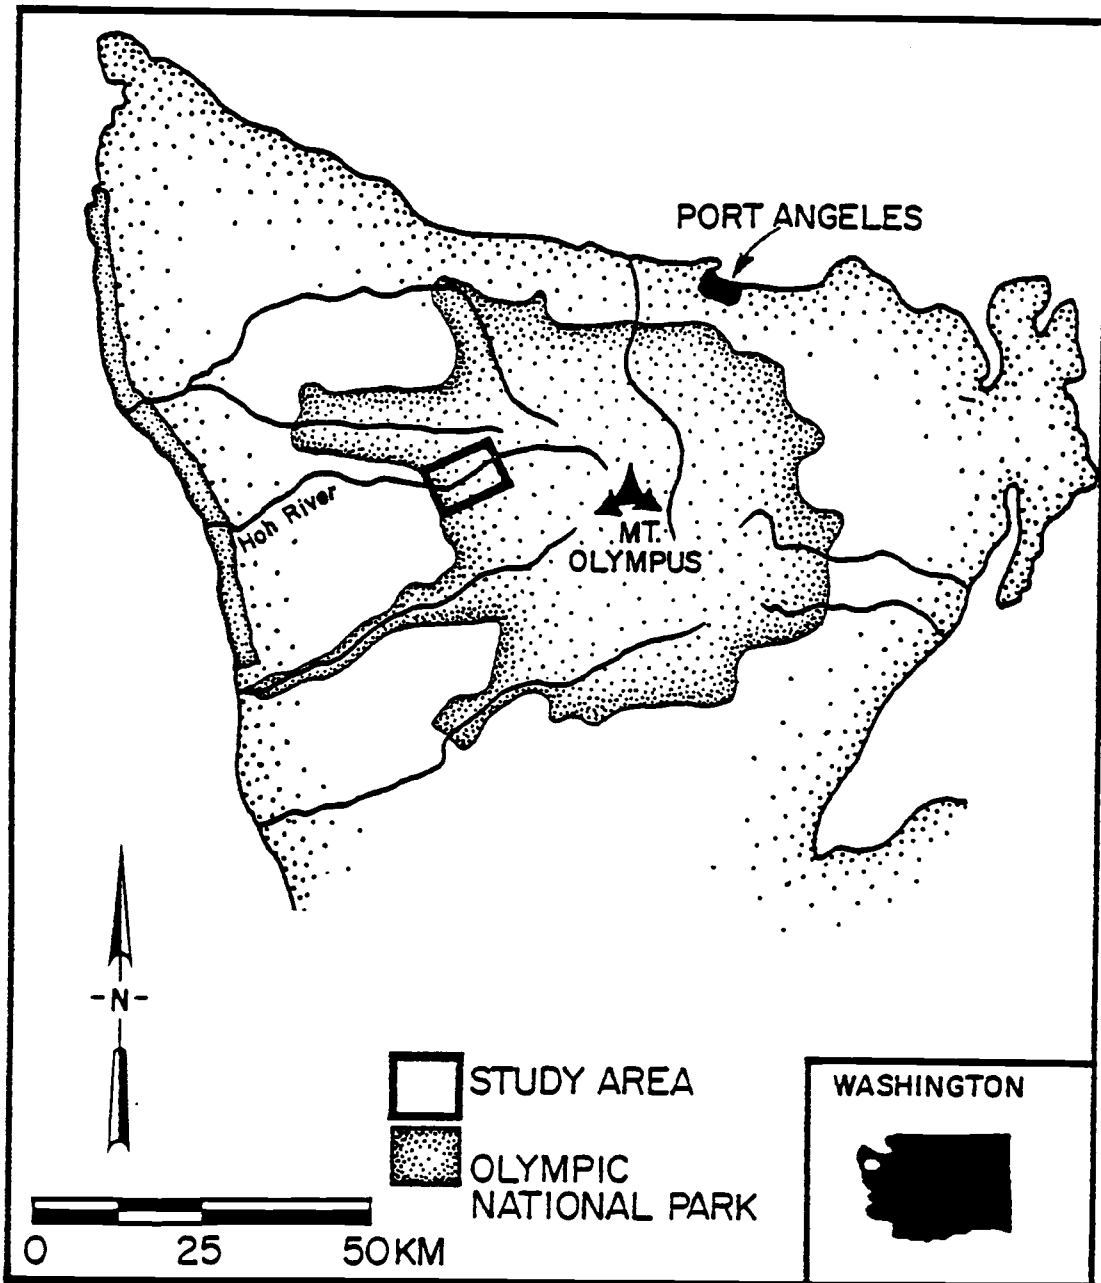 PORT ANGELES
Hoh River
MT.
OLYMPUS
-N-
STUDY AREA
OLYMPIC
NATIONAL PARK
0 25 50KM
WASHINGTON